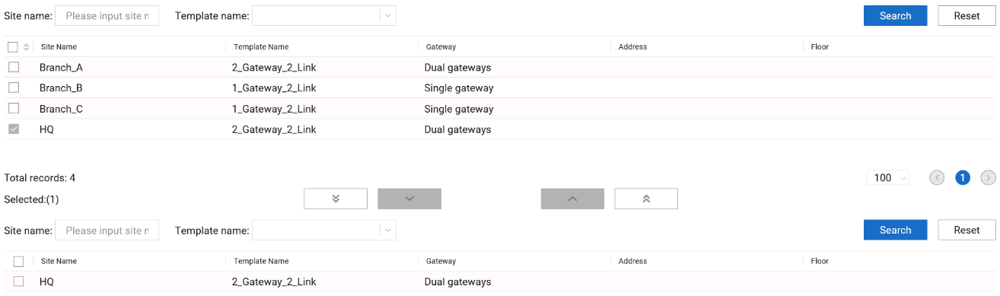 Site name: Please input site n Template name: Search Reset
Site Name Template Name Gateway Address Floor
Branch_A 2_Gateway_2_Link Dual gateways
Branch_B 1_Gateway_2_Link Single gateway
Branch_C 1_Gateway_2_Link Single gateway
HQ 2_Gateway_2_Link Dual gateways
Total records: 4 100 1
Selected:(1)
Site name: Please input site n Template name: Search Reset
Site Name Template Name Gateway Address Floor
HQ 2_Gateway_2_Link Dual gateways